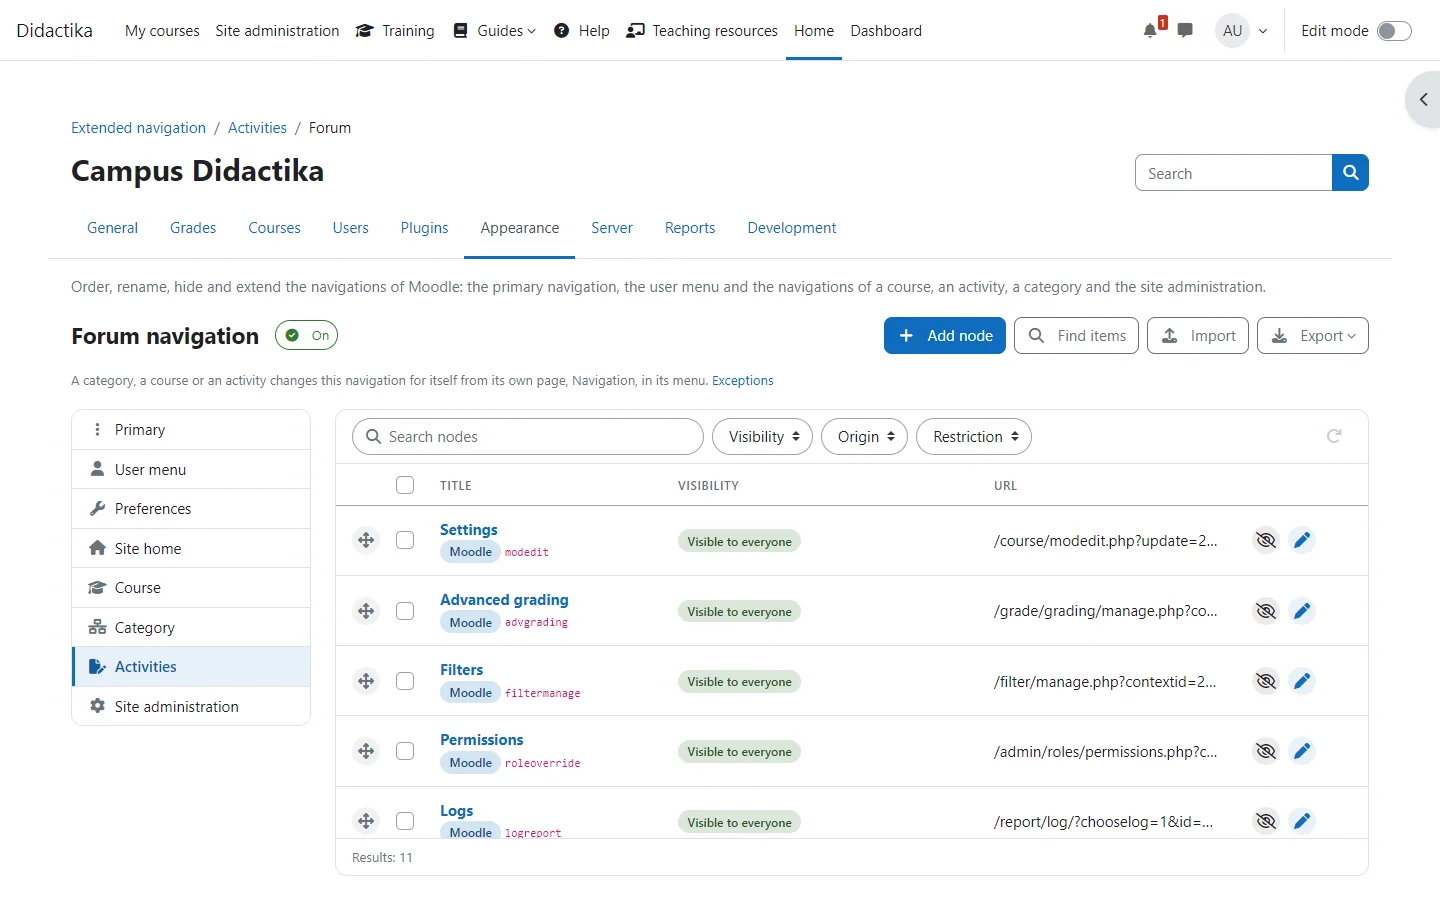 Didactika
My courses
Site administration
Training
Guides
Help
Teaching resources
Home
Dashboard
1
AU
Edit mode
Extended navigation / Activities / Forum
Campus Didactika
Search
General
Grades
Courses
Users
Plugins
Appearance
Server
Reports
Development
Order, rename, hide and extend the navigations of Moodle: the primary navigation, the user menu and the navigations of a course, an activity, a category and the site administration.
Forum navigation
On
Add node
Find items
Import
Export
A category, a course or an activity changes this navigation for itself from its own page, Navigation, in its menu. Exceptions
Primary
User menu
Preferences
Site home
Course
Category
Activities
Site administration
Search nodes
Visibility
Origin
Restriction
TITLE
VISIBILITY
URL
Settings
Moodle modedit
Visible to everyone
/course/modedit.php?update=2...
Advanced grading
Moodle advgrading
Visible to everyone
/grade/grading/manage.php?co...
Filters
Moodle filtermanage
Visible to everyone
/filter/manage.php?contextid=2...
Permissions
Moodle roleoverride
Visible to everyone
/admin/roles/permissions.php?c...
Logs
Moodle logreport
Visible to everyone
/report/log/?chooselog=1&id=...
Results: 11